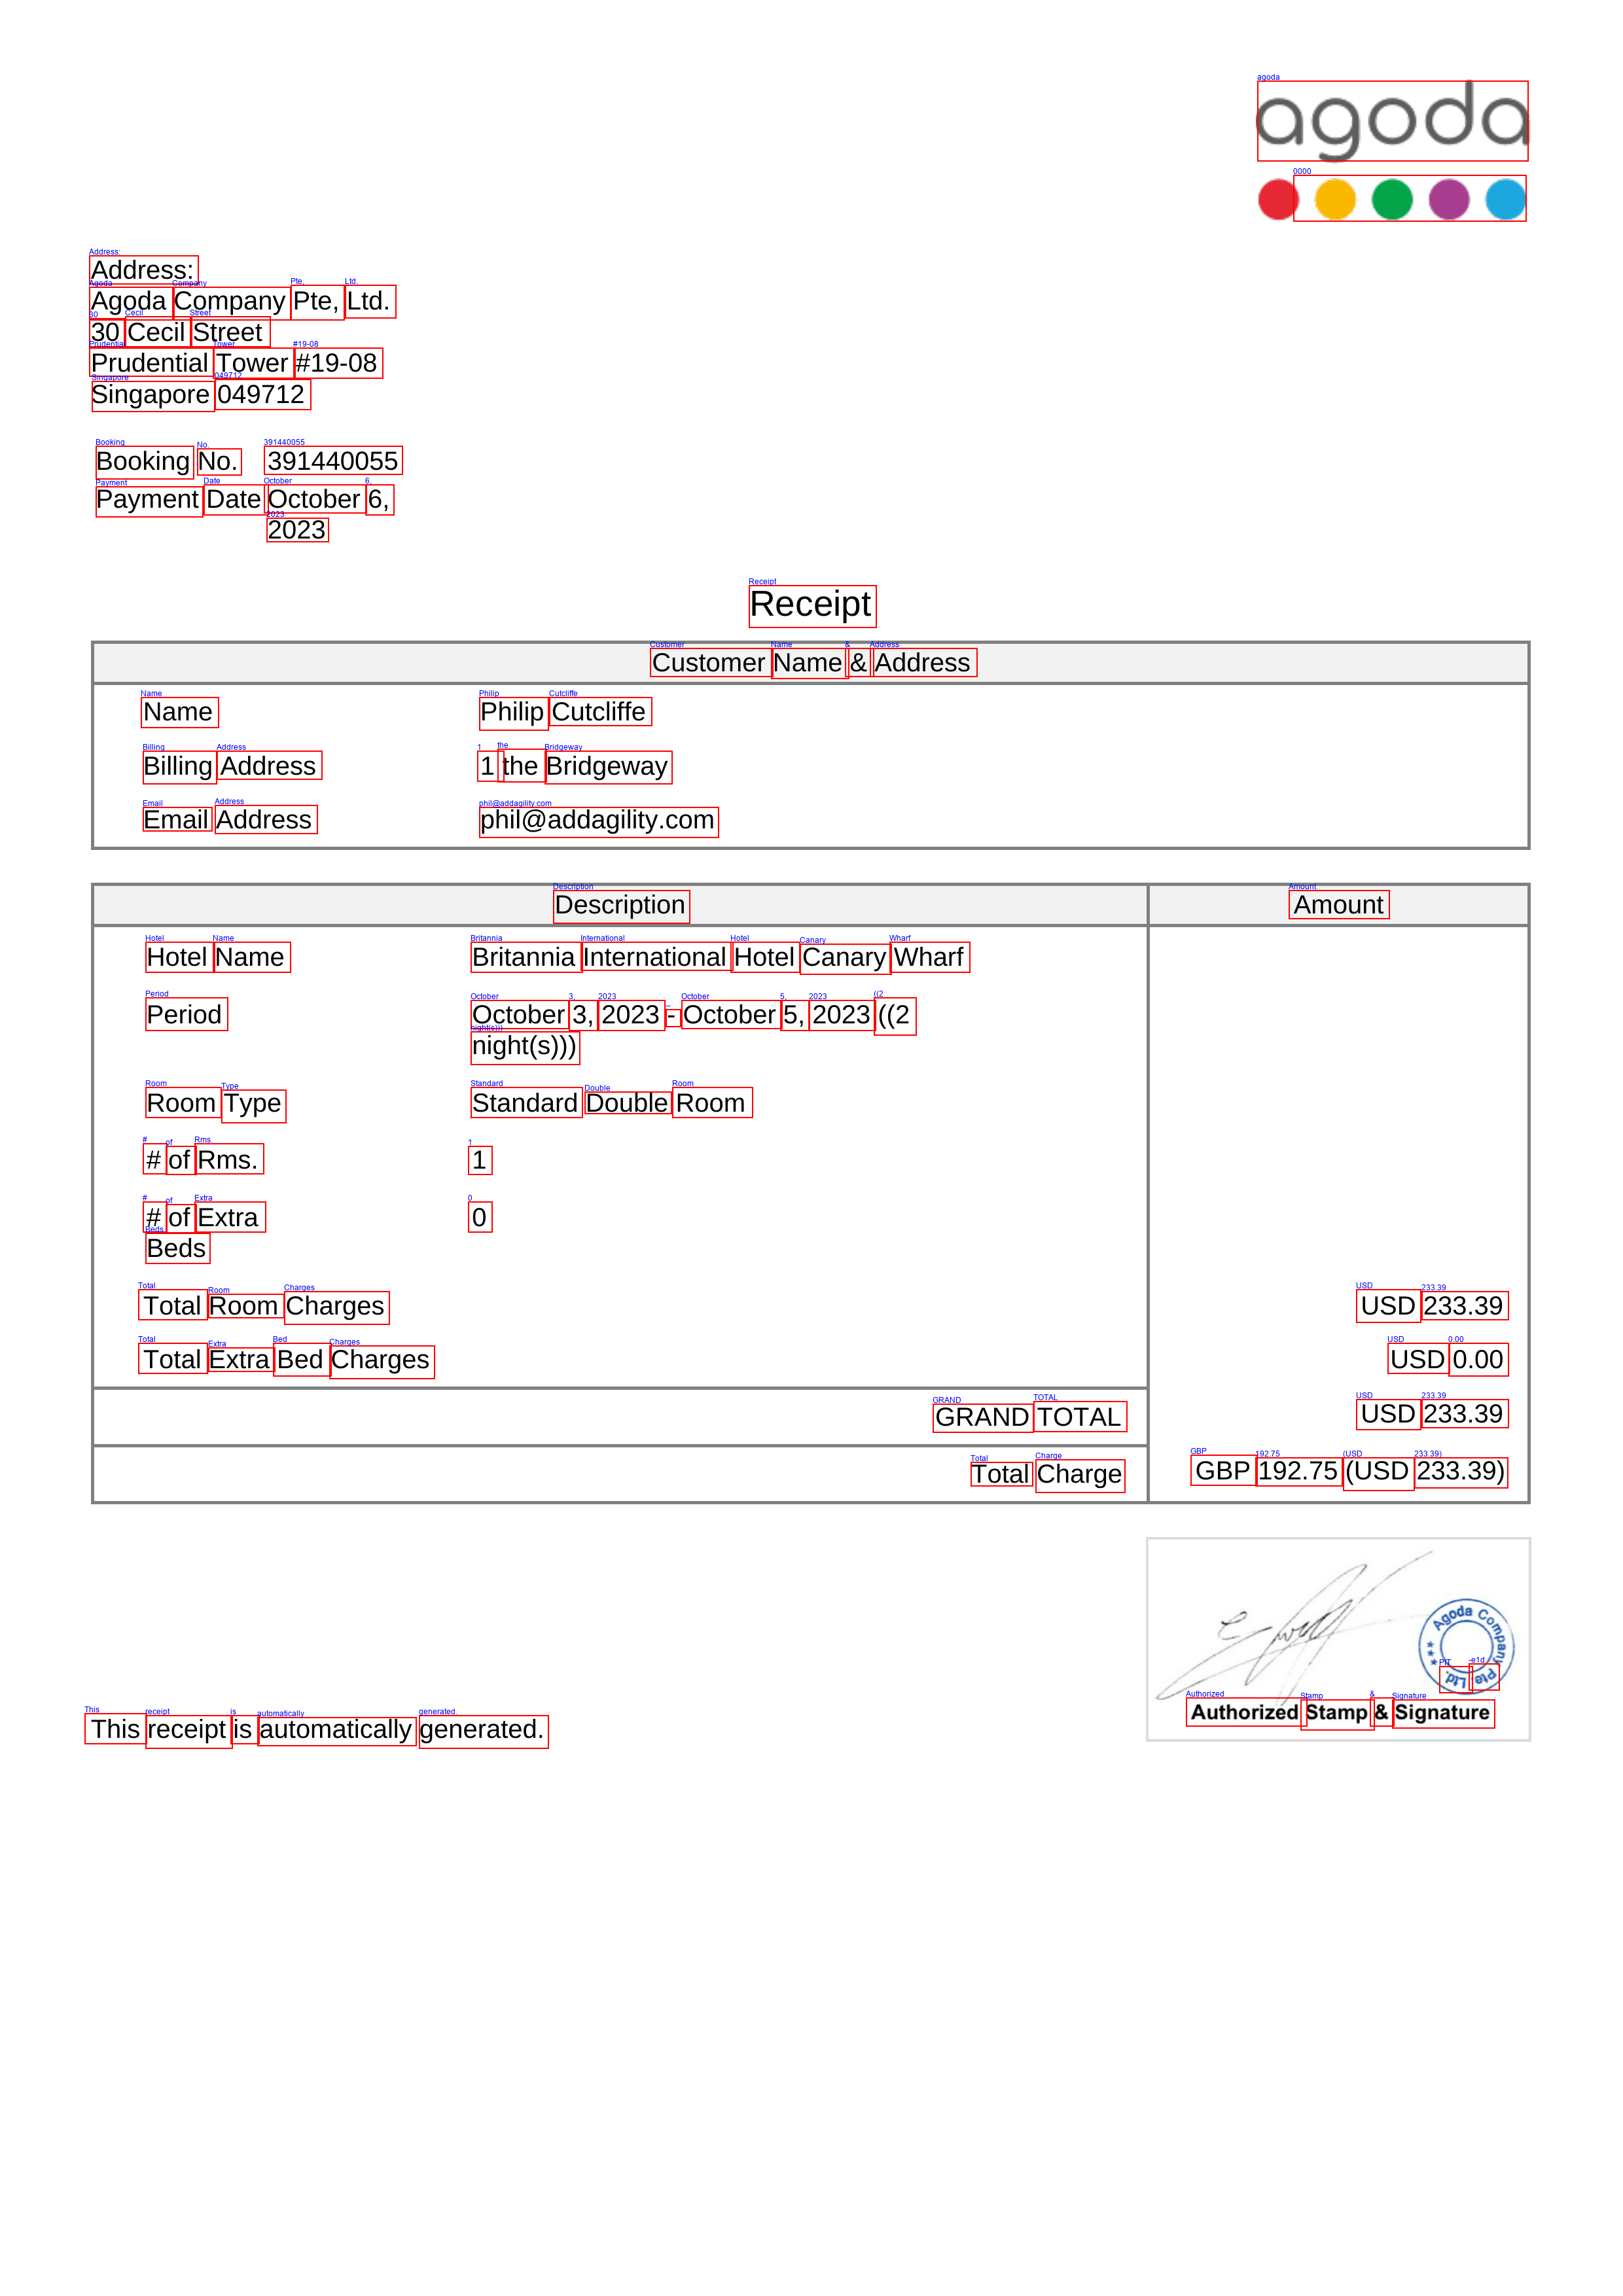 agoda
Address:
Agoda Company Pte, Ltd.
30 Cecil Street
Prudential Tower #19-08
Singapore 049712
Booking No. 391440055
Payment Date October 6,
2023
Receipt
Customer Name & Address
Name Philip Cutcliffe
Billing Address 1 the Bridgeway
Email Address phil@addagility.com
Description Amount
Hotel Name Britannia International Hotel Canary Wharf
Period October 3, 2023 - October 5, 2023 ((2
night(s)))
Room Type Standard Double Room
# of Rms. 1
# of Extra 0
Beds
Total Room Charges USD 233.39
Total Extra Bed Charges USD 0.00
GRAND TOTAL USD 233.39
Total Charge GBP 192.75 (USD 233.39)
Agoda Company Pte Ltd.
Authorized Stamp & Signature
This receipt is automatically generated.